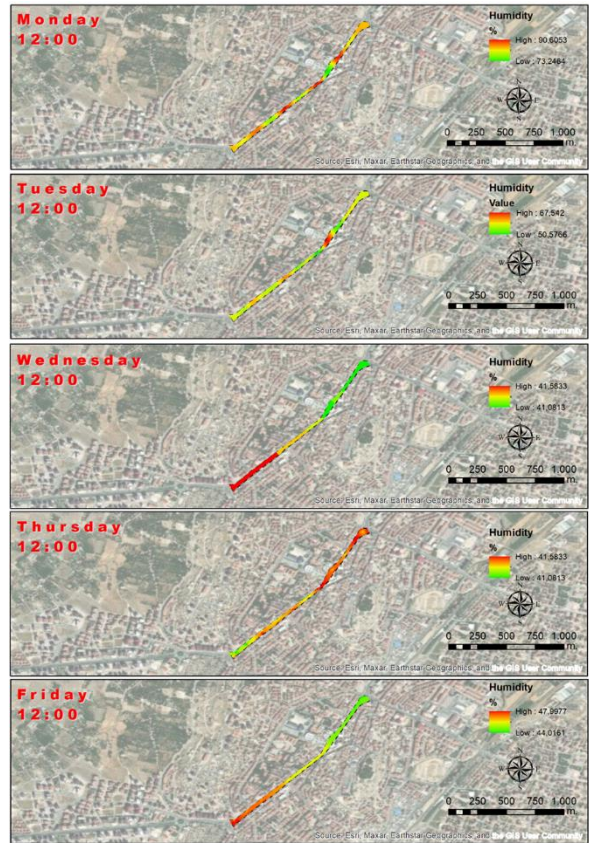 Monday
12:00
Humidity
%
High : 90.6053
Low : 73.2464
N
W E
S
0 250 500 750 1.000
m.
Source: Esri, Maxar, Earthstar Geographics, and the GIS User Community
Tuesday
12:00
Humidity
Value
High : 67.542
Low : 50.5766
N
W E
S
0 250 500 750 1.000
m.
Source: Esri, Maxar, Earthstar Geographics, and the GIS User Community
Wednesday
12:00
Humidity
%
High : 41.5833
Low : 41.0813
N
W E
S
0 250 500 750 1.000
m.
Source: Esri, Maxar, Earthstar Geographics, and the GIS User Community
Thursday
12:00
Humidity
%
High : 41.5833
Low : 41.0813
N
W E
S
0 250 500 750 1.000
m.
Source: Esri, Maxar, Earthstar Geographics, and the GIS User Community
Friday
12:00
Humidity
%
High : 47.9977
Low : 44.0161
N
W E
S
0 250 500 750 1.000
m.
Source: Esri, Maxar, Earthstar Geographics, and the GIS User Community